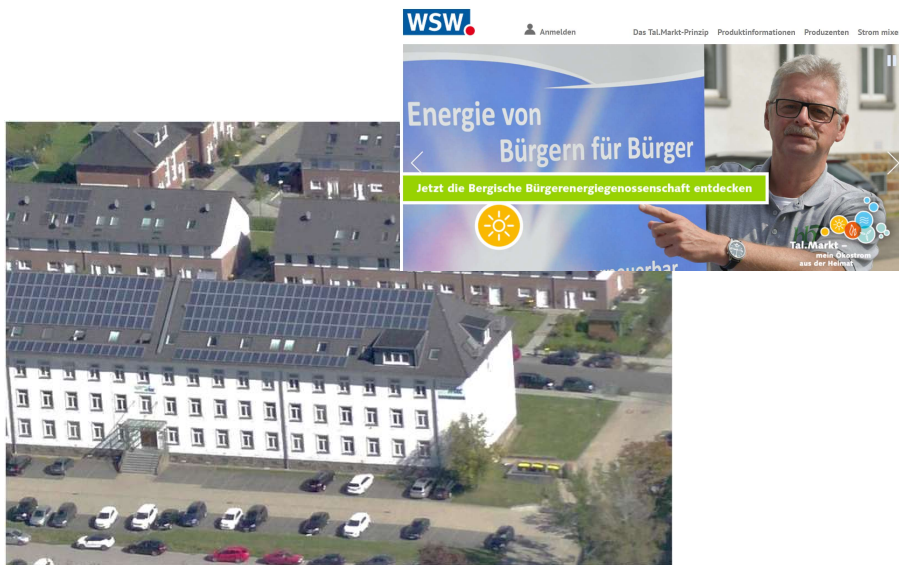 WSW.
Anmelden
Das Tal.Markt-Prinzip Produktinformationen Produzenten Strom mixe
Energie von
Bürgern für Bürger
Jetzt die Bergische Bürgerenergiegenossenschaft entdecken
Tal.Markt –
mein Ökostrom
aus der Heimat